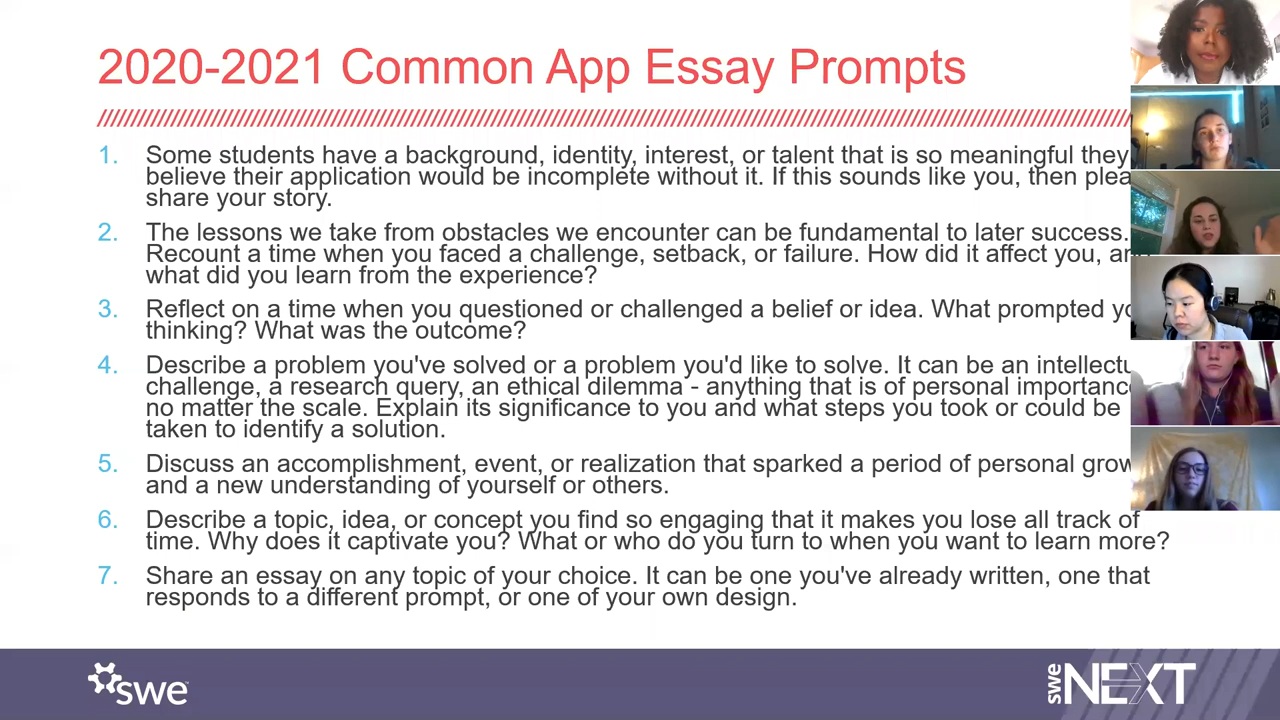 2020-2021 Common App Essay Prompts
1. Some students have a background, identity, interest, or talent that is so meaningful they
believe their application would be incomplete without it. If this sounds like you, then
share your story.
2. The lessons we take from obstacles we encounter can be fundamental to later success.
Recount a time when you faced a challenge, setback, or failure. How did it affect you,
what did you learn from the experience?
3. Reflect on a time when you questioned or challenged a belief or idea. What prompted
thinking? What was the outcome?
4. Describe a problem you've solved or a problem you'd like to solve. It can be an
challenge, a research query, an ethical dilemma - anything that is of personal importance
no matter the scale. Explain its significance to you and what steps you took or could be
taken to identify a solution.
5. Discuss an accomplishment, event, or realization that sparked a period of personal
and a new understanding of yourself or others.
6. Describe a topic, idea, or concept you find so engaging that it makes you lose all track of
time. Why does it captivate you? What or who do you turn to when you want to learn more?
7. Share an essay on any topic of your choice. It can be one you've already written, one that
responds to a different prompt, or one of your own design.
swe
swe NEXT